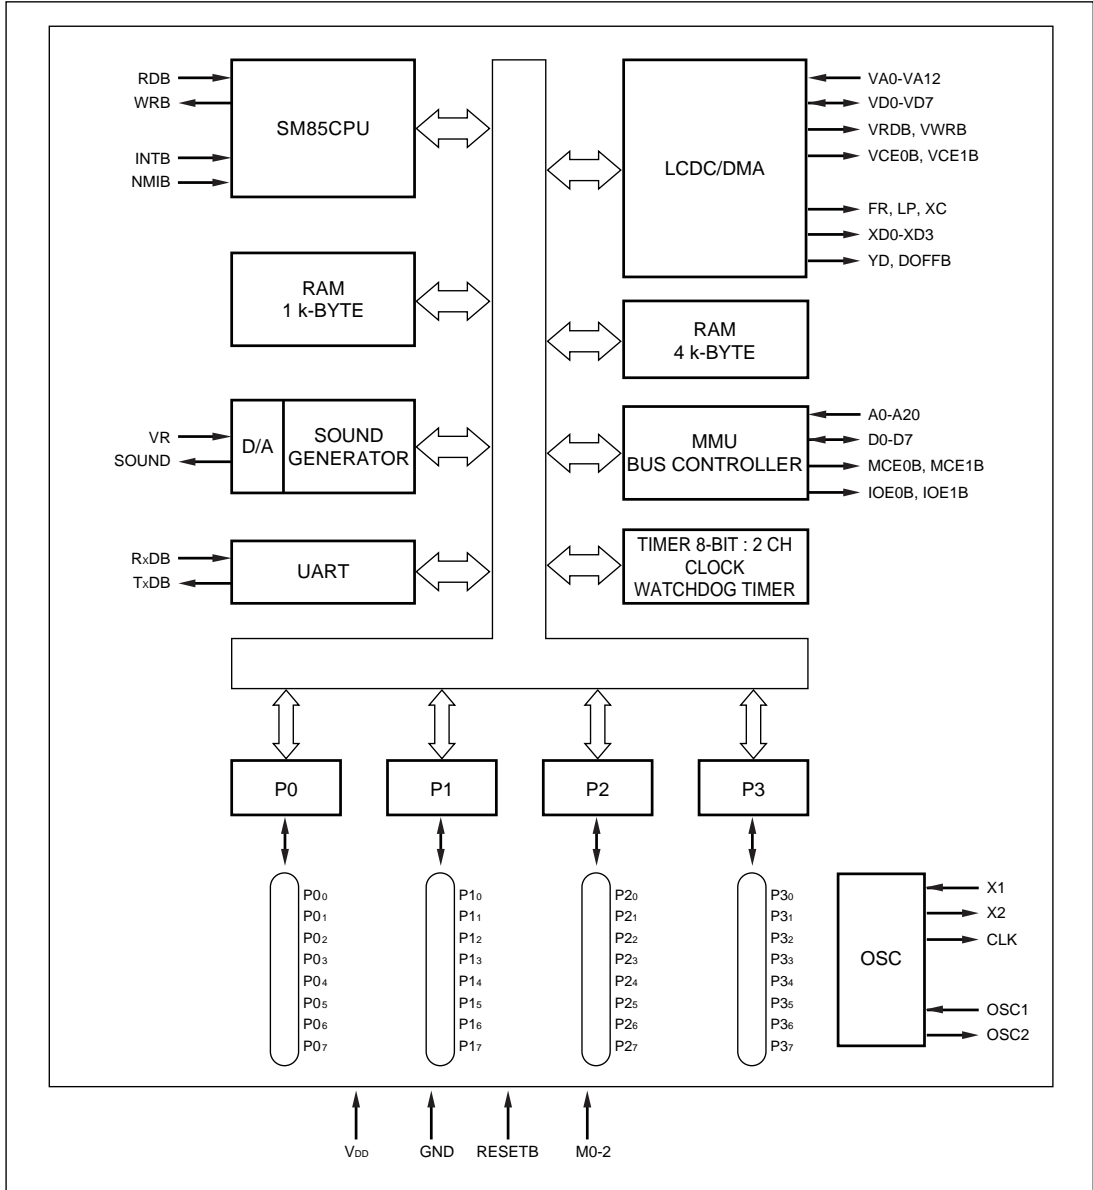 RDB
WRB
INTB
NMIB
SM85CPU
LCDC/DMA
VA0-VA12
VD0-VD7
VRDB, VWRB
VCE0B, VCE1B
FR, LP, XC
XD0-XD3
YD, DOFFB
RAM
1 k-BYTE
RAM
4 k-BYTE
VR
SOUND
D/A
SOUND
GENERATOR
MMU
BUS CONTROLLER
A0-A20
D0-D7
MCE0B, MCE1B
IOE0B, IOE1B
RxDB
TxDB
UART
TIMER 8-BIT : 2 CH
CLOCK
WATCHDOG TIMER
P0
P1
P2
P3
P00
P01
P02
P03
P04
P05
P06
P07
P10
P11
P12
P13
P14
P15
P16
P17
P20
P21
P22
P23
P24
P25
P26
P27
P30
P31
P32
P33
P34
P35
P36
P37
OSC
X1
X2
CLK
OSC1
OSC2
VDD
GND
RESETB
M0-2